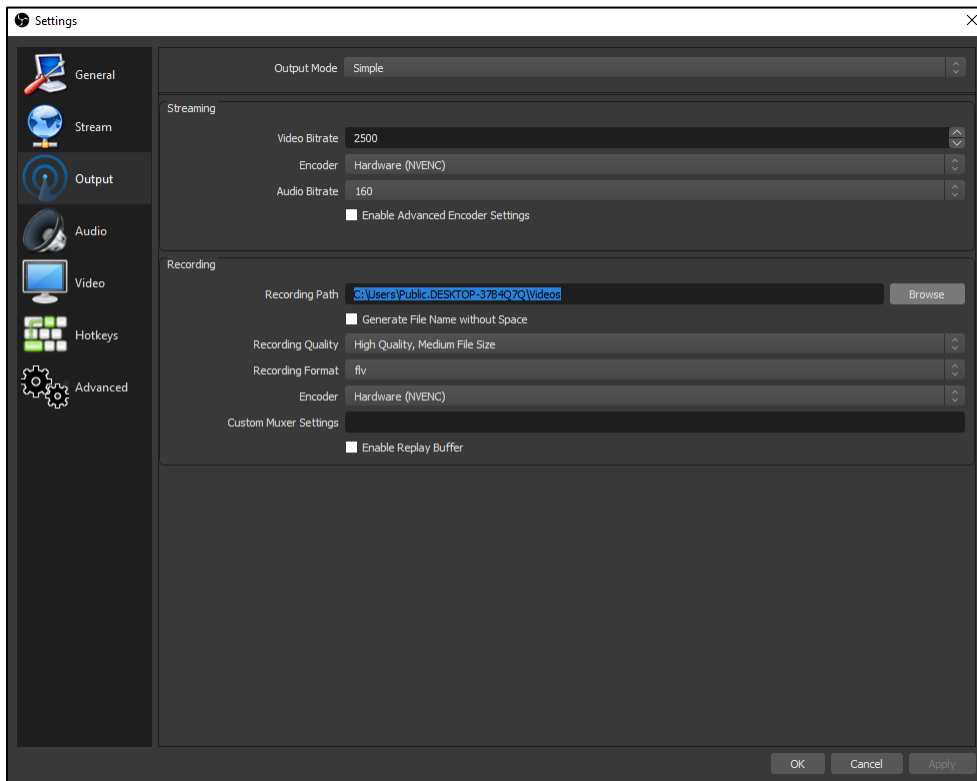 Settings
General
Stream
Output
Audio
Video
Hotkeys
Advanced
Output Mode Simple
Streaming
Video Bitrate 2500
Encoder Hardware (NVENC)
Audio Bitrate 160
Enable Advanced Encoder Settings
Recording
Recording Path C:\Users\Public.DESKTOP-37B4Q7Q\Videos Browse
Generate File Name without Space
Recording Quality High Quality, Medium File Size
Recording Format flv
Encoder Hardware (NVENC)
Custom Muxer Settings
Enable Replay Buffer
OK Cancel Apply